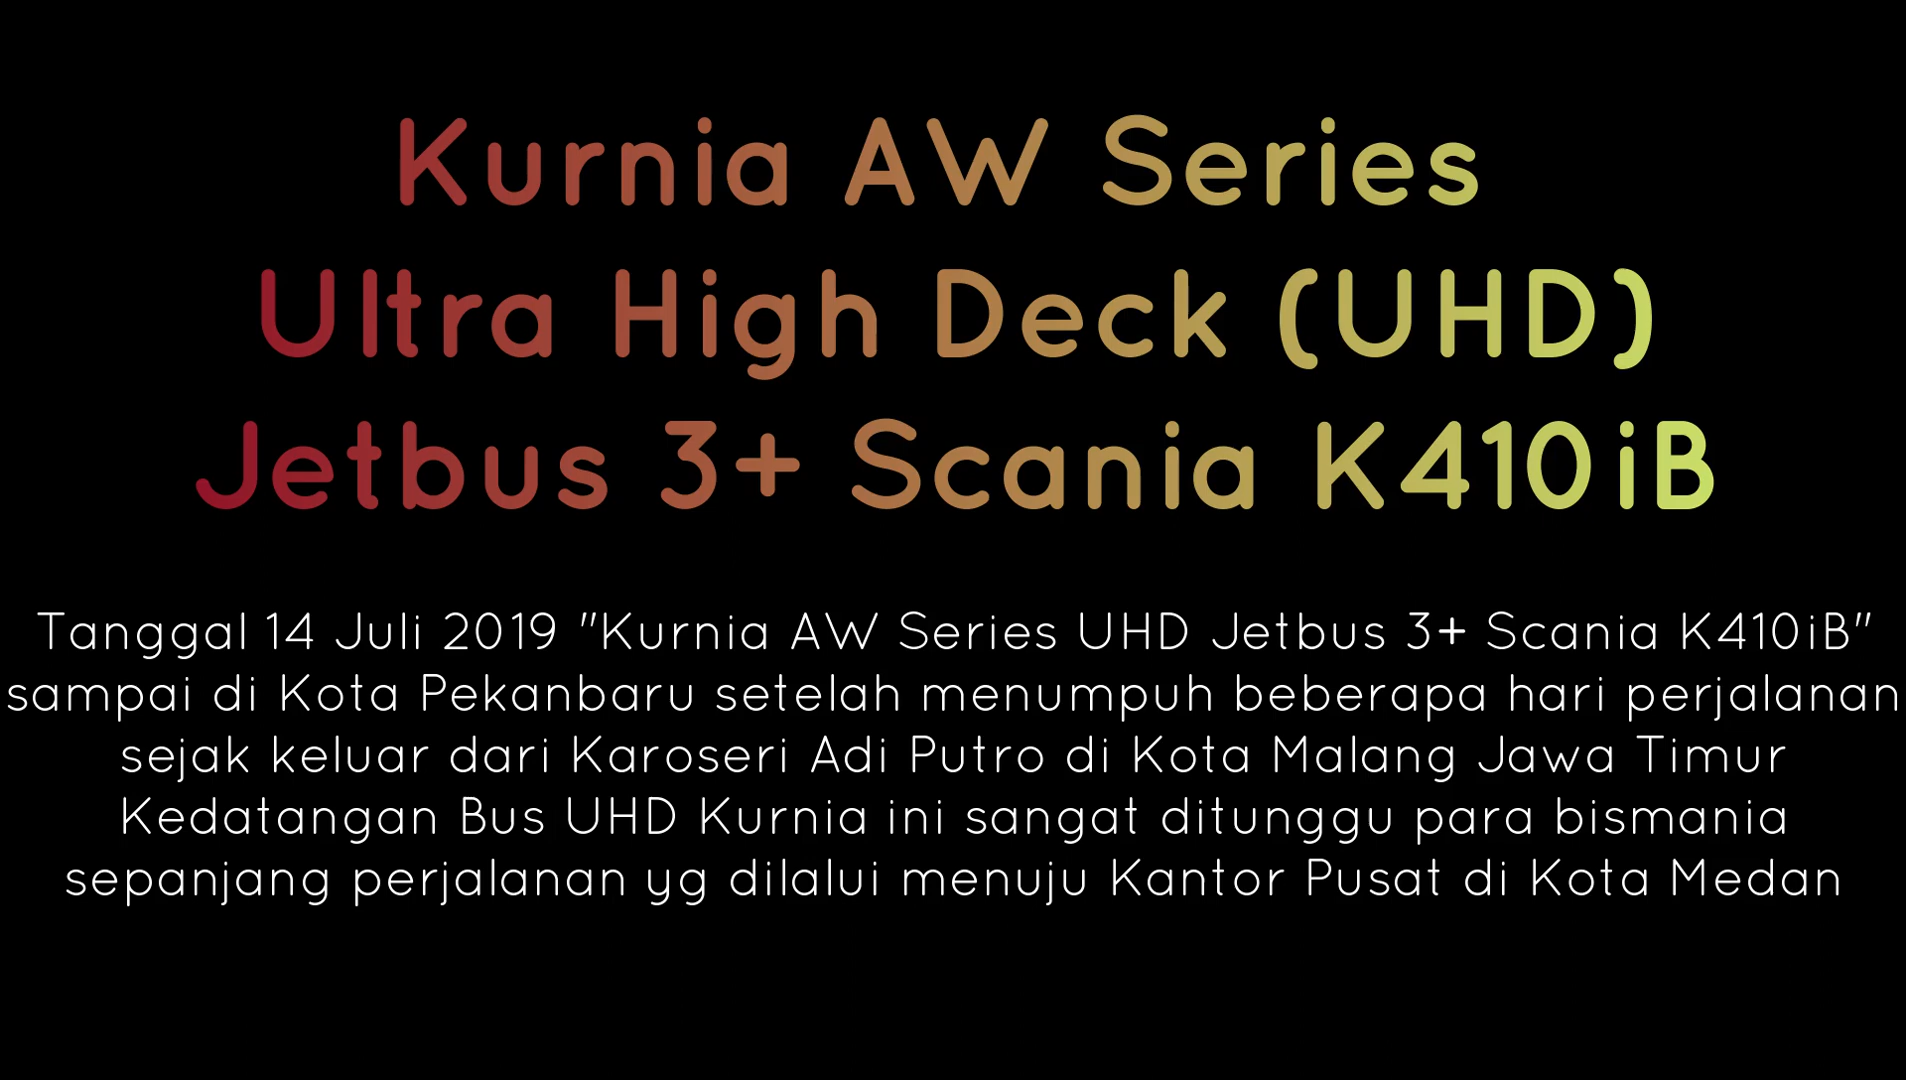 Kurnia AW Series
Ultra High Deck (UHD)
Jetbus 3+ Scania K410iB
Tanggal 14 Juli 2019 "Kurnia AW Series UHD Jetbus 3+ Scania K410iB"
sampai di Kota Pekanbaru setelah menumpuh beberapa hari perjalanan
sejak keluar dari Karoseri Adi Putro di Kota Malang Jawa Timur
Kedatangan Bus UHD Kurnia ini sangat ditunggu para bismania
sepanjang perjalanan yg dilalui menuju Kantor Pusat di Kota Medan